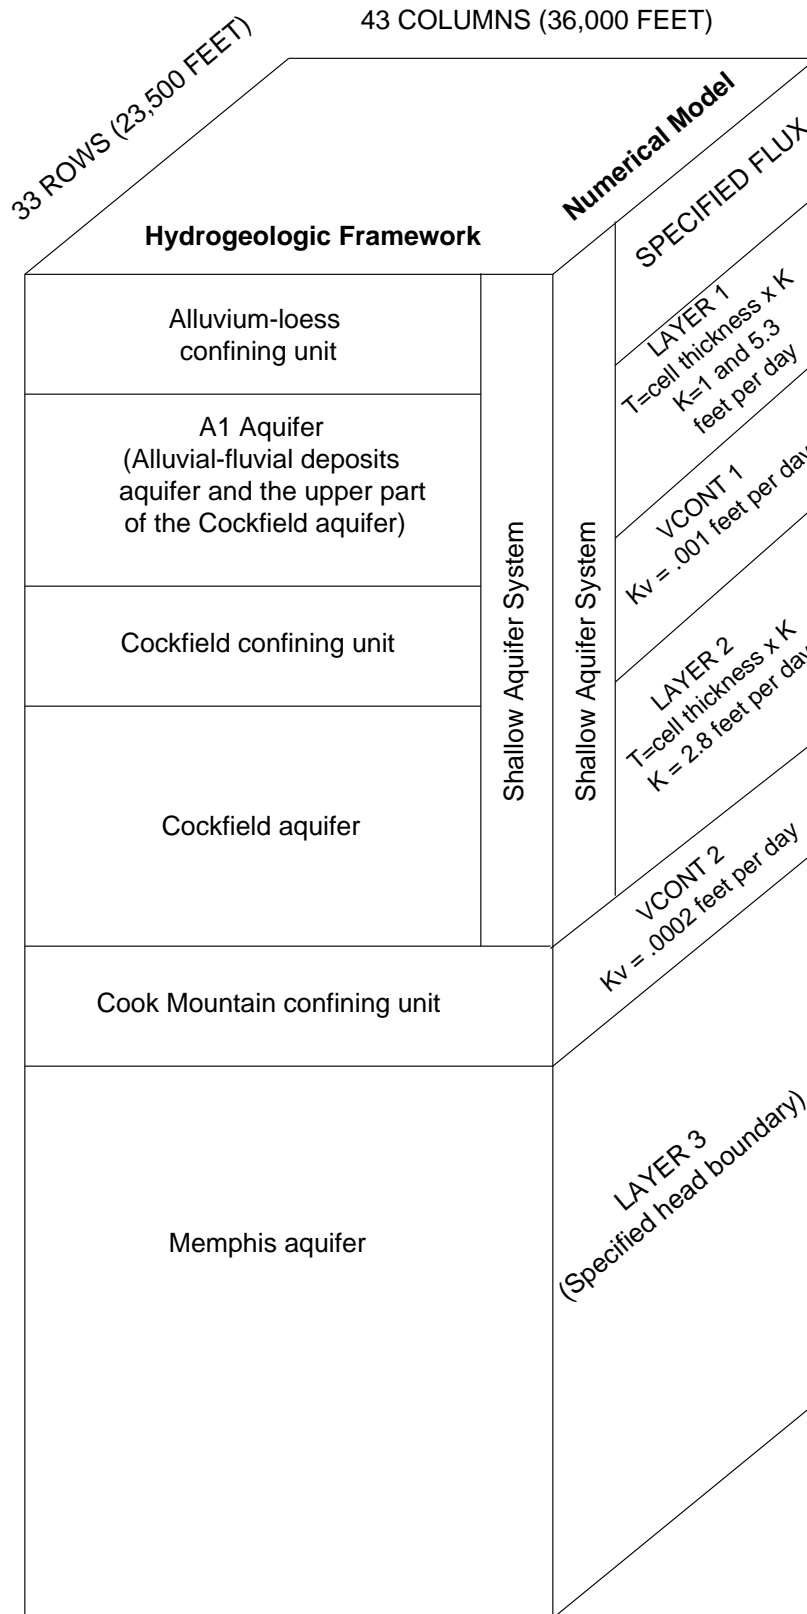 43 COLUMNS (36,000 FEET)
33 ROWS (23,500 FEET)
Hydrogeologic Framework
Numerical Model
Alluvium-loess
confining unit
A1 Aquifer
(Alluvial-fluvial deposits
aquifer and the upper part
of the Cockfield aquifer)
Cockfield confining unit
Cockfield aquifer
Shallow Aquifer System
Cook Mountain confining unit
Memphis aquifer
Shallow Aquifer System
SPECIFIED FLUX
LAYER 1
T=cell thickness x K
K=1 and 5.3
feet per day
VCONT 1
Kv = .001 feet per day
LAYER 2
T=cell thickness x K
K = 2.8 feet per day
VCONT 2
Kv = .0002 feet per day
LAYER 3
(Specified head boundary)